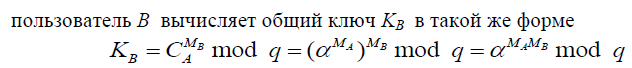 пользователь B вычисляет общий ключ K_B в такой же форме
K_B = C_A^{M_B} mod q = (α^{M_A})^{M_B} mod q = α^{M_A M_B} mod q